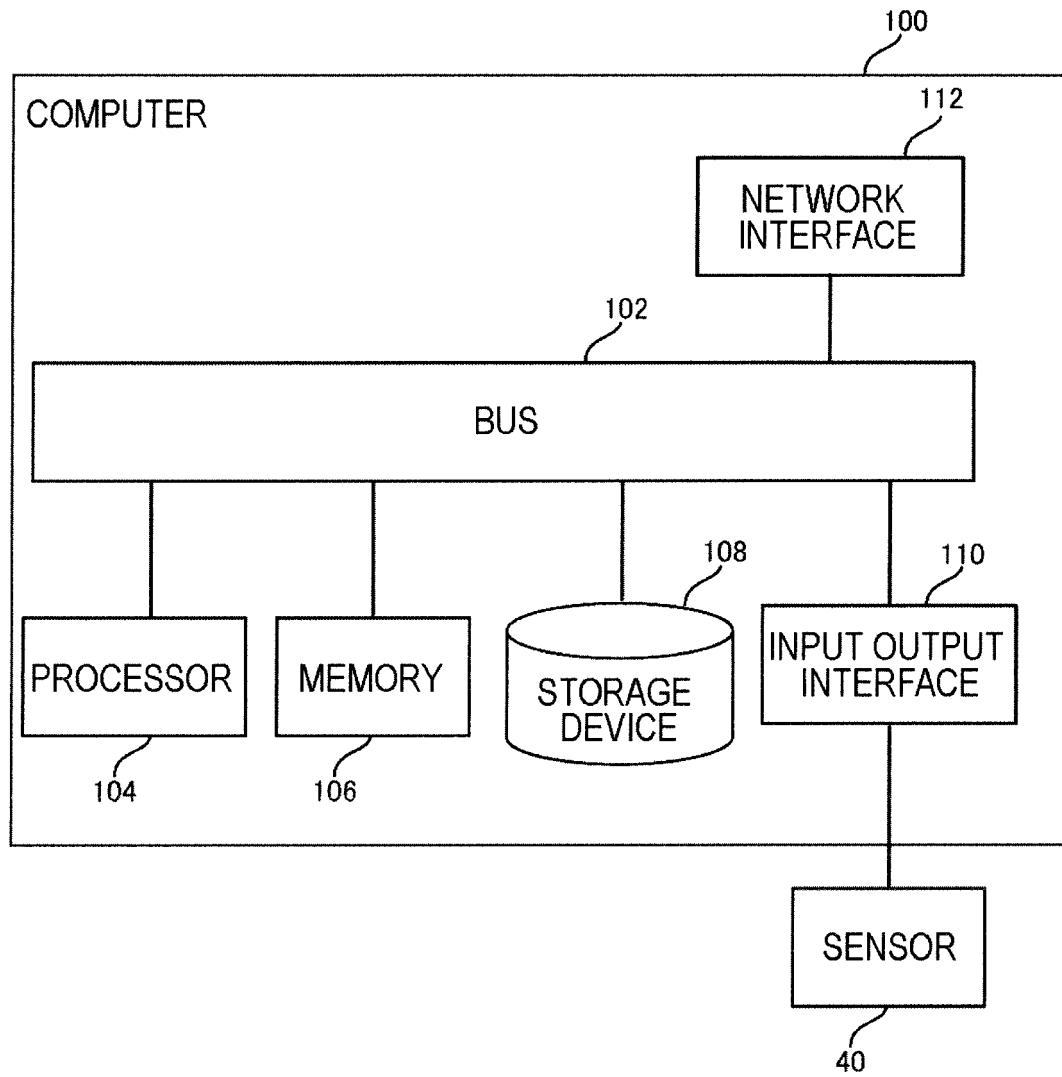 100
COMPUTER
112
NETWORK
INTERFACE
102
BUS
108
110
PROCESSOR
MEMORY
STORAGE
DEVICE
INPUT OUTPUT
INTERFACE
104
106
SENSOR
40